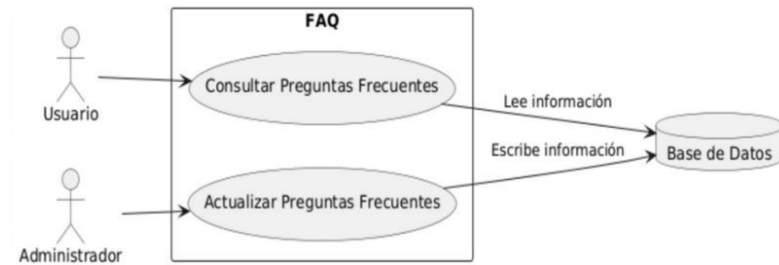 FAQ
Consultar Preguntas Frecuentes
Usuario
Lee información
Escribe información
Base de Datos
Actualizar Preguntas Frecuentes
Administrador